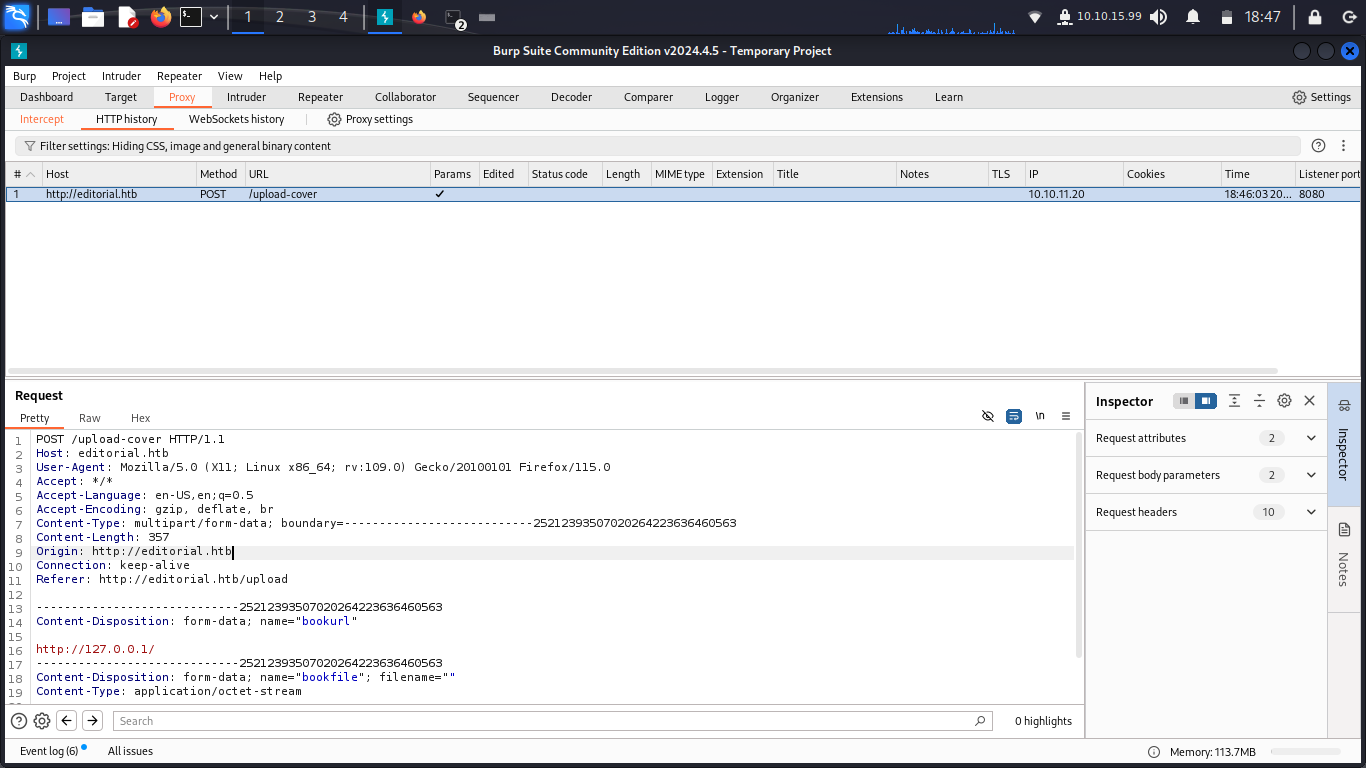 1 2 3 4 2 10.10.15.99 18:47
Burp Suite Community Edition v2024.4.5 - Temporary Project
Burp Project Intruder Repeater View Help
Dashboard Target Proxy Intruder Repeater Collaborator Sequencer Decoder Comparer Logger Organizer Extensions Learn Settings
Intercept HTTP history WebSockets history Proxy settings
Filter settings: Hiding CSS, image and general binary content
# Host Method URL Params Edited Status code Length MIME type Extension Title Notes TLS IP Cookies Time Listener port
1 http://editorial.htb POST /upload-cover ✓ 10.10.11.20 18:46:03 20... 8080
Request
Pretty Raw Hex \n
1 POST /upload-cover HTTP/1.1
2 Host: editorial.htb
3 User-Agent: Mozilla/5.0 (X11; Linux x86_64; rv:109.0) Gecko/20100101 Firefox/115.0
4 Accept: */*
5 Accept-Language: en-US,en;q=0.5
6 Accept-Encoding: gzip, deflate, br
7 Content-Type: multipart/form-data; boundary=---------------------------252123935070202642236364​60563
8 Content-Length: 357
9 Origin: http://editorial.htb
10 Connection: keep-alive
11 Referer: http://editorial.htb/upload
12
13 -----------------------------25212393507020264223636460563
14 Content-Disposition: form-data; name="bookurl"
15
16 http://127.0.0.1/
17 -----------------------------25212393507020264223636460563
18 Content-Disposition: form-data; name="bookfile"; filename=""
19 Content-Type: application/octet-stream
Inspector
Request attributes 2
Request body parameters 2
Request headers 10
Inspector
Notes
Search 0 highlights
Event log (6) All issues Memory: 113.7MB